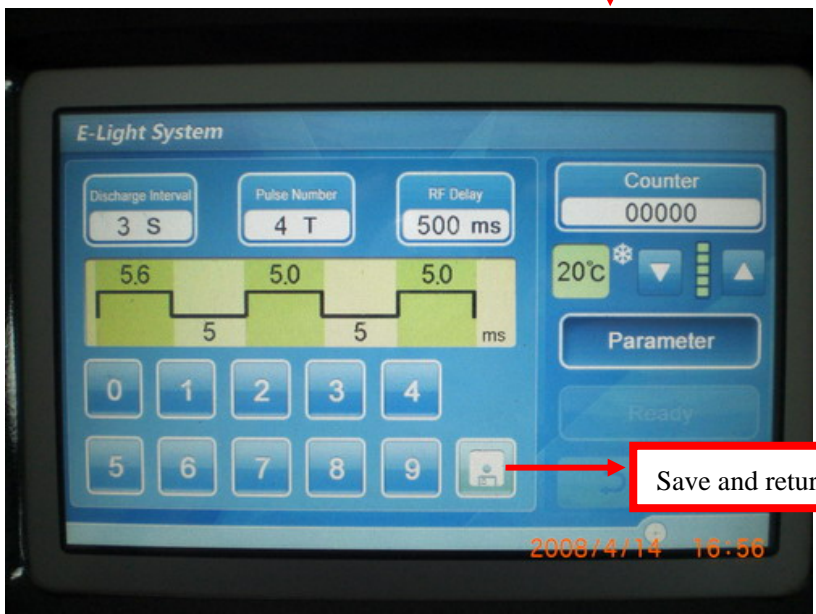 E-Light System
Discharge Interval
3 S
Pulse Number
4 T
RF Delay
500 ms
Counter
00000
5.6
5.0
5.0
5
5
ms
20℃
Parameter
0
1
2
3
4
Ready
5
6
7
8
9
Save and retur
2008/4/14 16:56